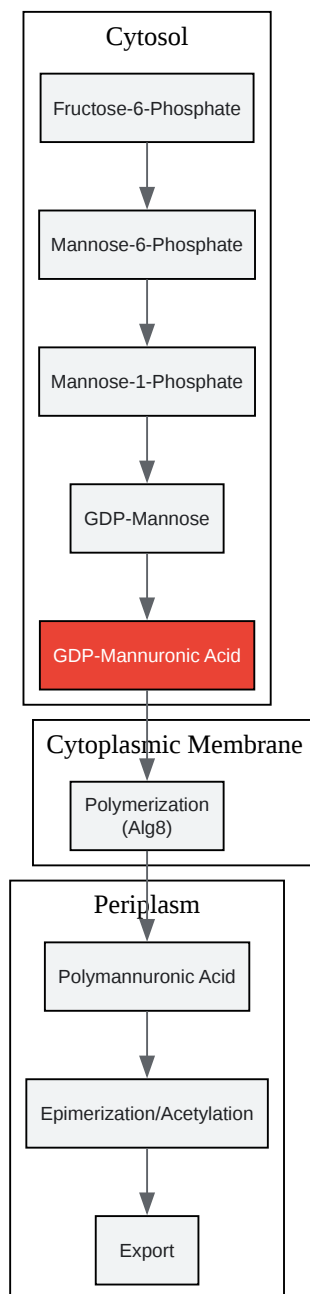 Cytosol
Fructose-6-Phosphate
Mannose-6-Phosphate
Mannose-1-Phosphate
GDP-Mannose
GDP-Mannuronic Acid
Cytoplasmic Membrane
Polymerization
(Alg8)
Periplasm
Polymannuronic Acid
Epimerization/Acetylation
Export